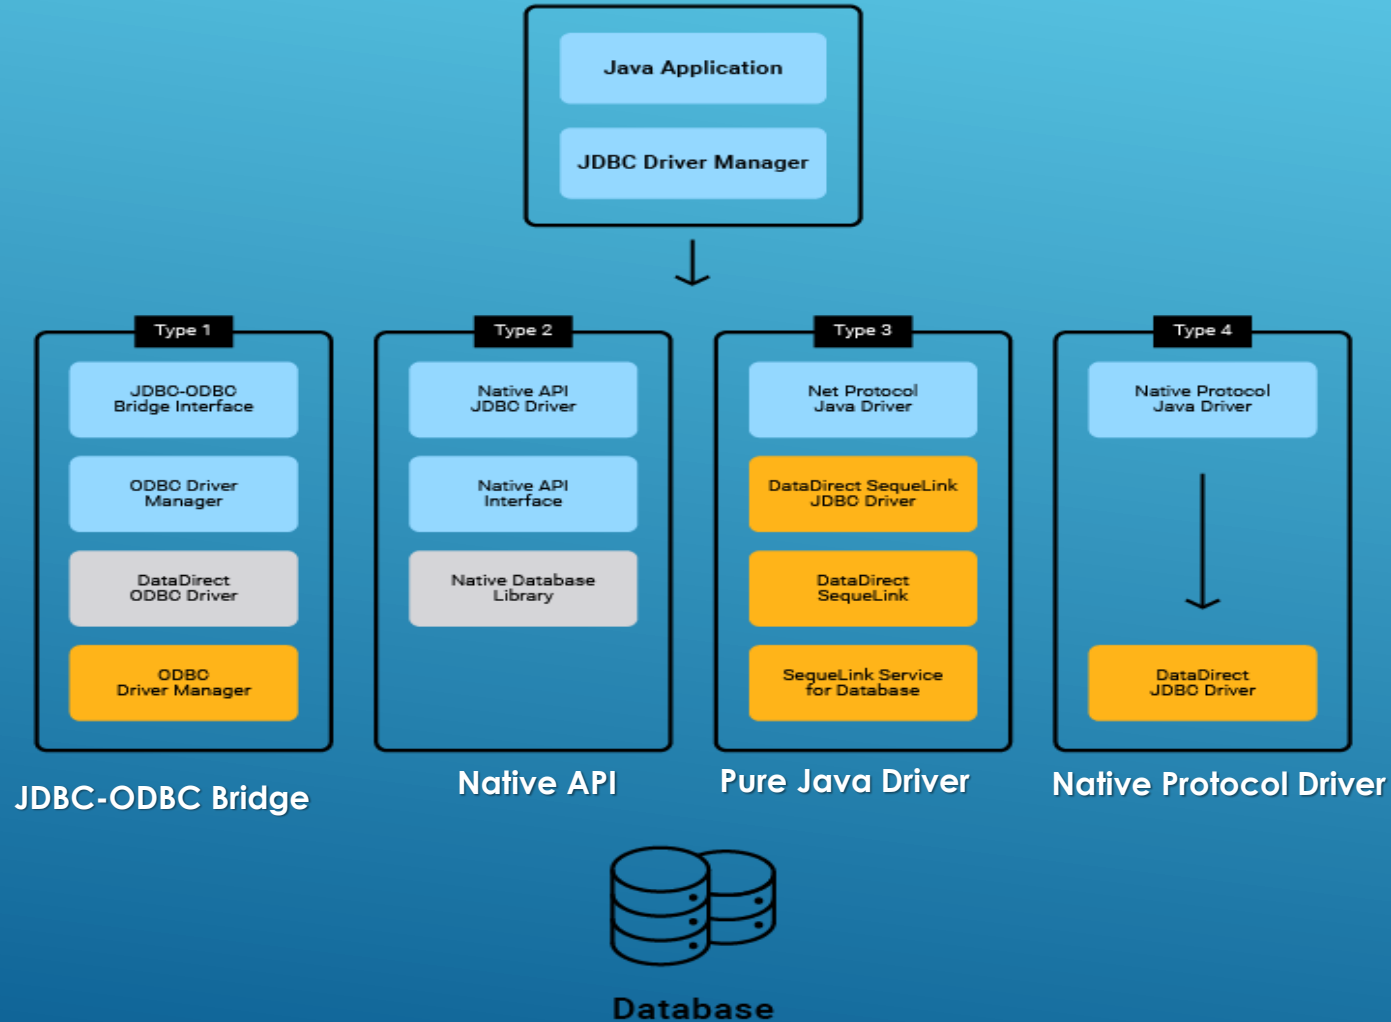 Java Application
JDBC Driver Manager
Type 1
JDBC-ODBC
Bridge Interface
ODBC Driver
Manager
DataDirect
ODBC Driver
ODBC
Driver Manager
JDBC-ODBC Bridge
Type 2
Native API
JDBC Driver
Native API
Interface
Native Database
Library
Native API
Type 3
Net Protocol
Java Driver
DataDirect SequeLink
JDBC Driver
DataDirect
SequeLink
SequeLink Service
for Database
Pure Java Driver
Type 4
Native Protocol
Java Driver
DataDirect
JDBC Driver
Native Protocol Driver
Database